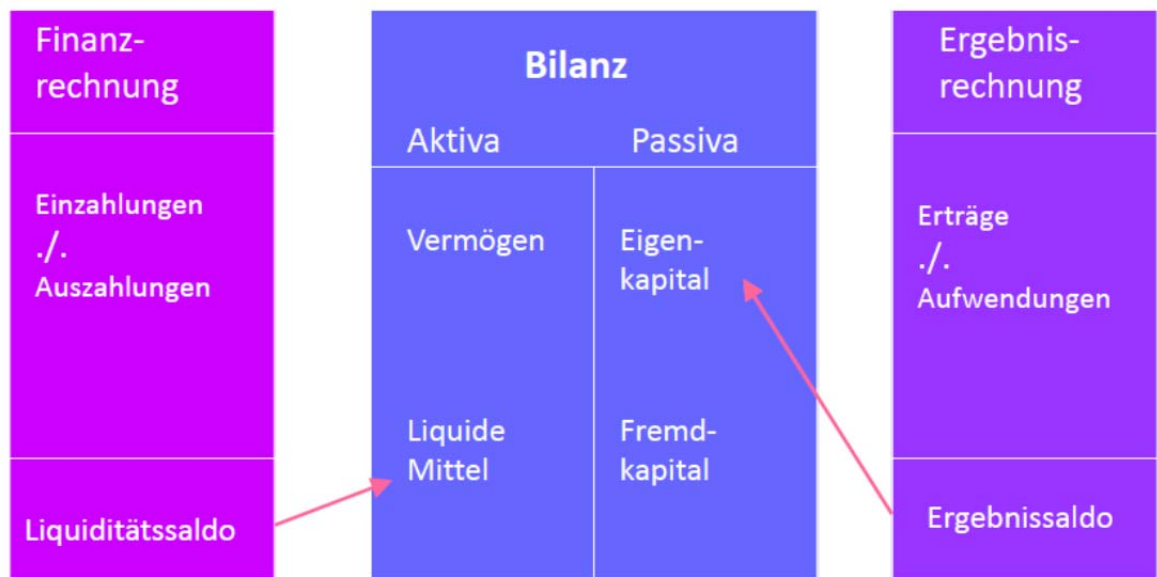 Finanz-
rechnung
Einzahlungen
./.
Auszahlungen
Liquiditätssaldo
Bilanz
Aktiva Passiva
Vermögen
Eigen-
kapital
Liquide
Mittel
Fremd-
kapital
Ergebnis-
rechnung
Erträge
./.
Aufwendungen
Ergebnissaldo